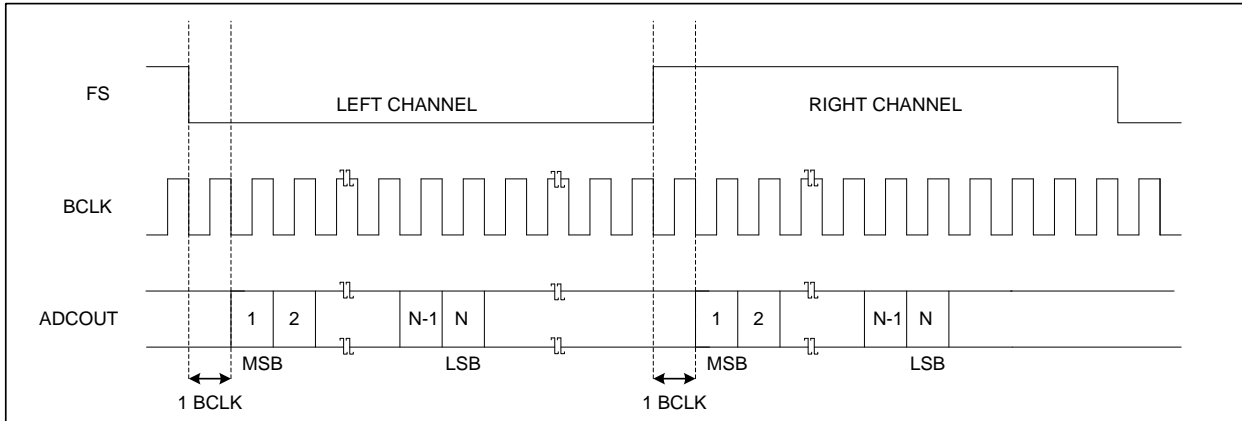 FS
LEFT CHANNEL
RIGHT CHANNEL
BCLK
ADCOUT
1 2 N-1 N 1 2 N-1 N
MSB LSB MSB LSB
1 BCLK 1 BCLK